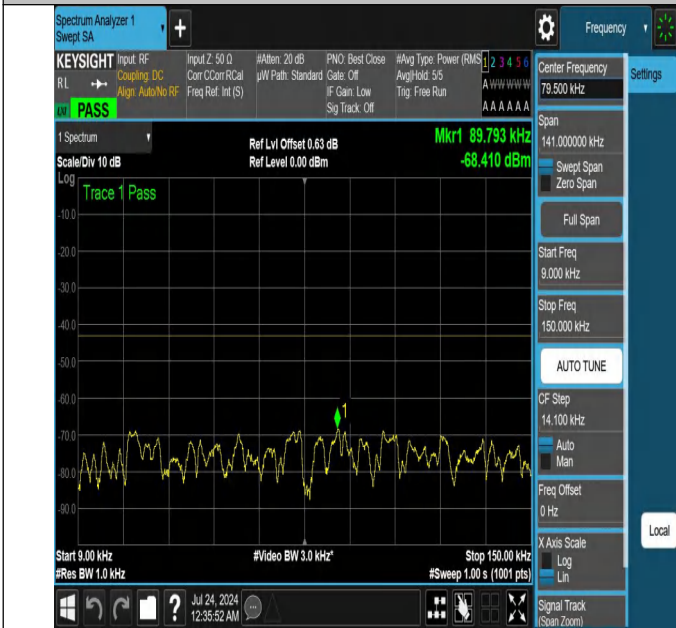 Spectrum Analyzer 1
Swept SA
+
Frequency
KEYSIGHT
RL
Input: RF
Coupling: DC
Align: Auto/No RF
Input Z: 50 Ω
Corr CCorr RCal
Freq Ref: Int (S)
#Atten: 20 dB
µW Path: Standard
PNO: Best Close
Gate: Off
IF Gain: Low
Sig Track: Off
#Avg Type: Power (RMS
Avg|Hold: 5/5
Trig: Free Run
1 2 3 4 5 6
A W W W W W
A A A A A A
PASS
1 Spectrum
Scale/Div 10 dB
Ref Lvl Offset 0.63 dB
Ref Level 0.00 dBm
Mkr1 89.793 kHz
-68.410 dBm
Log
Trace 1 Pass
-10.0
-20.0
-30.0
-40.0
-50.0
-60.0
-70.0
-80.0
-90.0
1
Start 9.00 kHz
#Res BW 1.0 kHz
#Video BW 3.0 kHz*
Stop 150.00 kHz
#Sweep 1.00 s (1001 pts)
Jul 24, 2024
12:35:52 AM
Center Frequency
79.500 kHz
Settings
Span
141.000000 kHz
Swept Span
Zero Span
Full Span
Start Freq
9.000 kHz
Stop Freq
150.000 kHz
AUTO TUNE
CF Step
14.100 kHz
Auto
Man
Freq Offset
0 Hz
Local
X Axis Scale
Log
Lin
Signal Track
(Span Zoom)